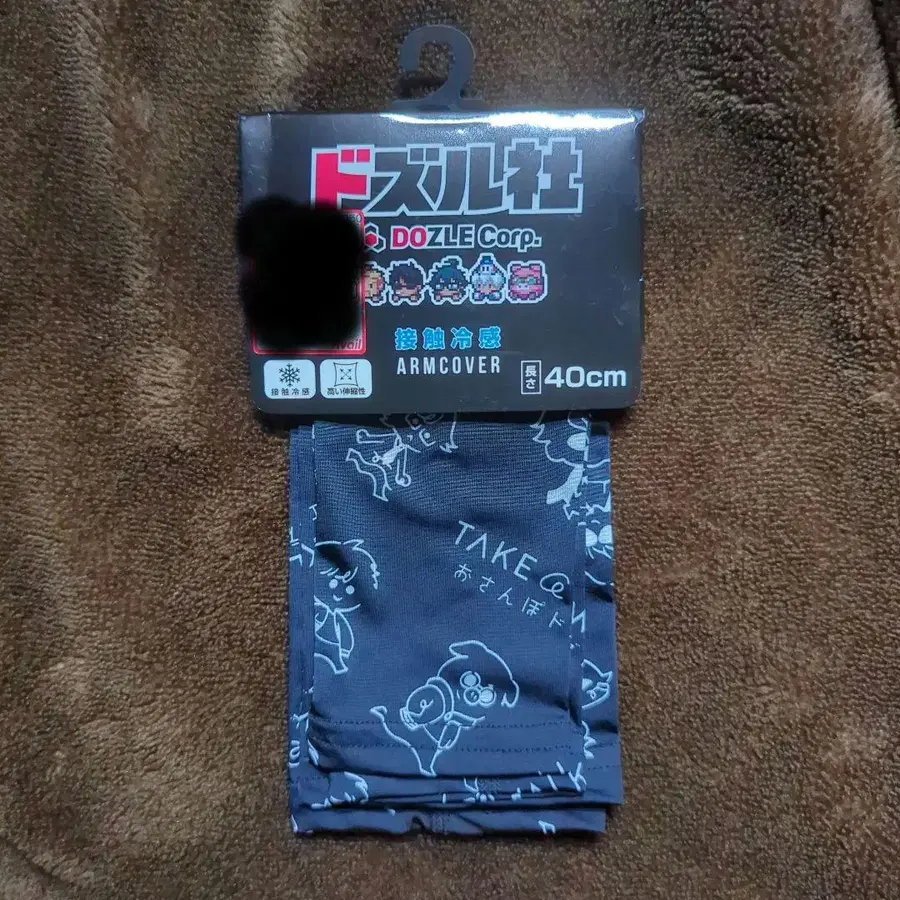 ドズル社
DOZLE Corp.
接触冷感
ARMCOVER
長さ 40cm
接触冷感
高い伸縮性
TAKE
おさんぽド